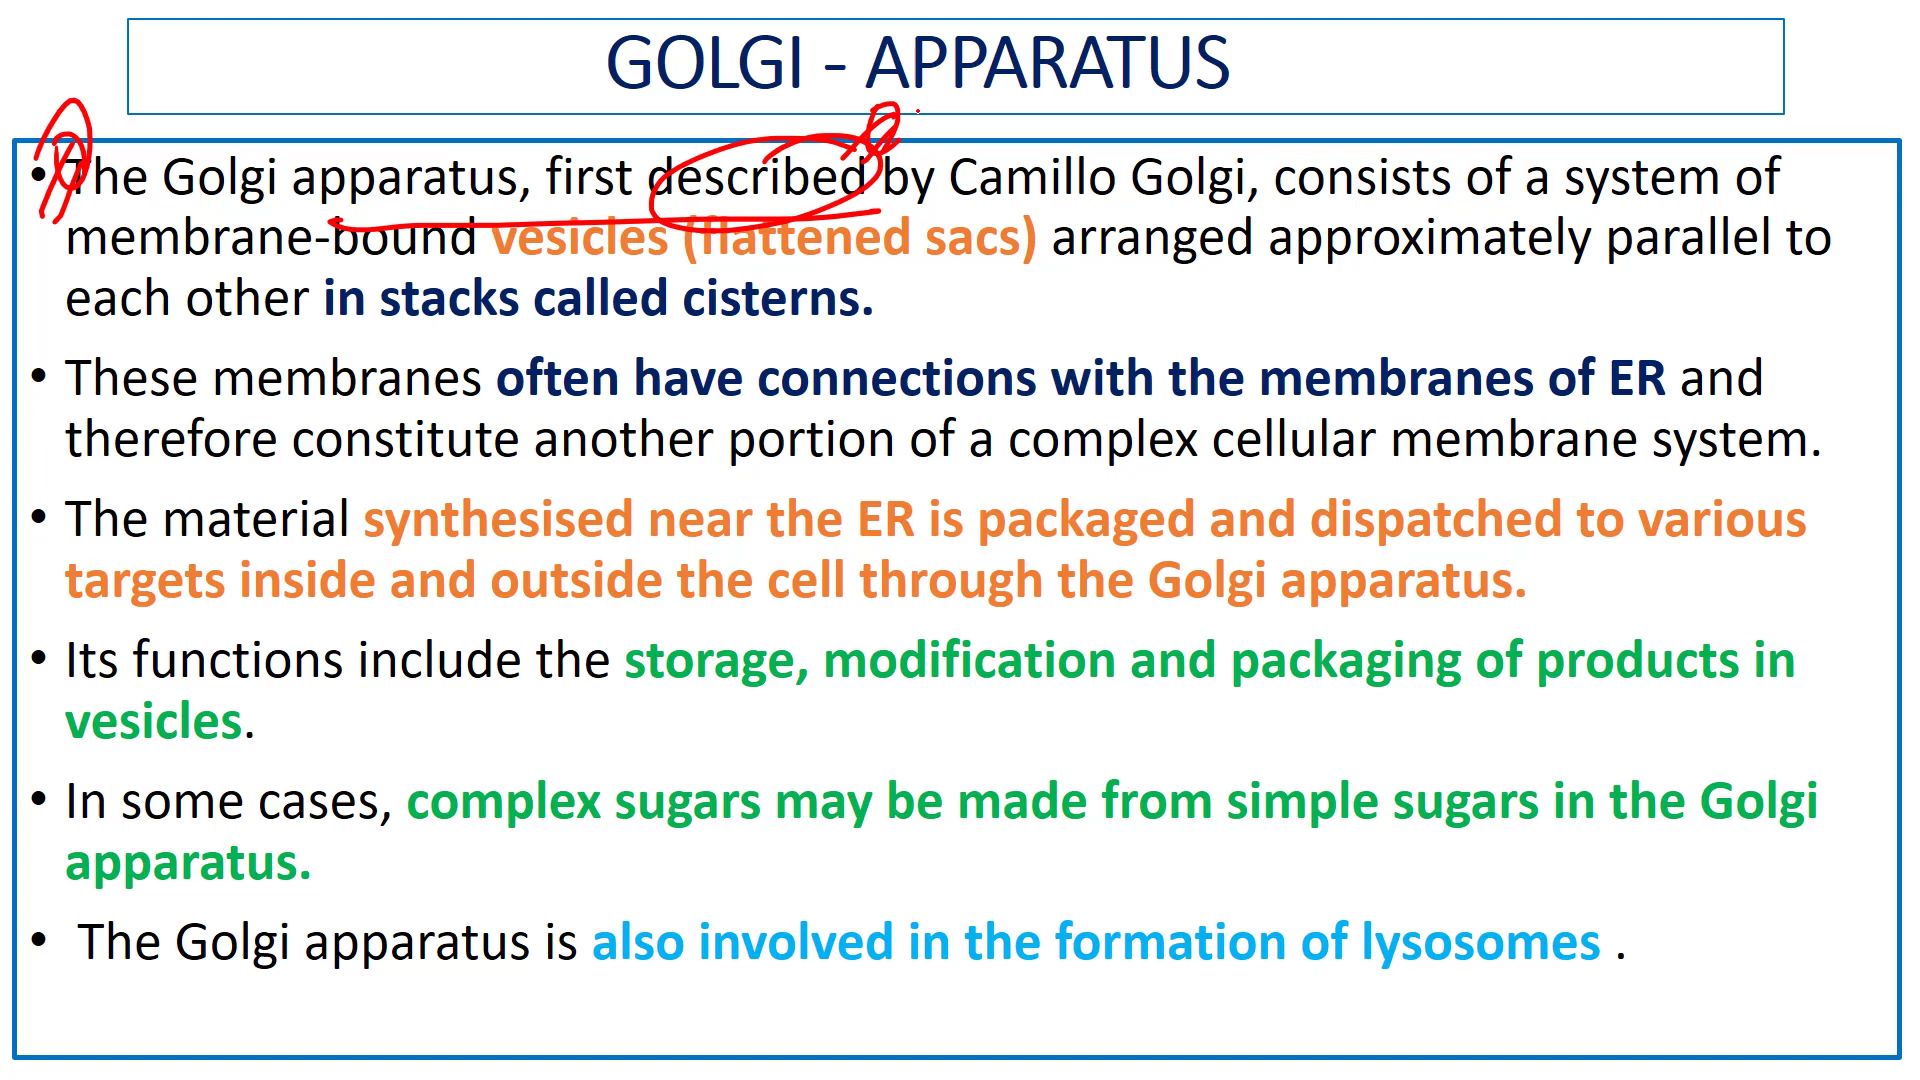 GOLGI - APPARATUS
• The Golgi apparatus, first described by Camillo Golgi, consists of a system of
membrane-bound vesicles (flattened sacs) arranged approximately parallel to
each other in stacks called cisterns.
• These membranes often have connections with the membranes of ER and
therefore constitute another portion of a complex cellular membrane system.
• The material synthesised near the ER is packaged and dispatched to various
targets inside and outside the cell through the Golgi apparatus.
• Its functions include the storage, modification and packaging of products in
vesicles.
• In some cases, complex sugars may be made from simple sugars in the Golgi
apparatus.
• The Golgi apparatus is also involved in the formation of lysosomes .